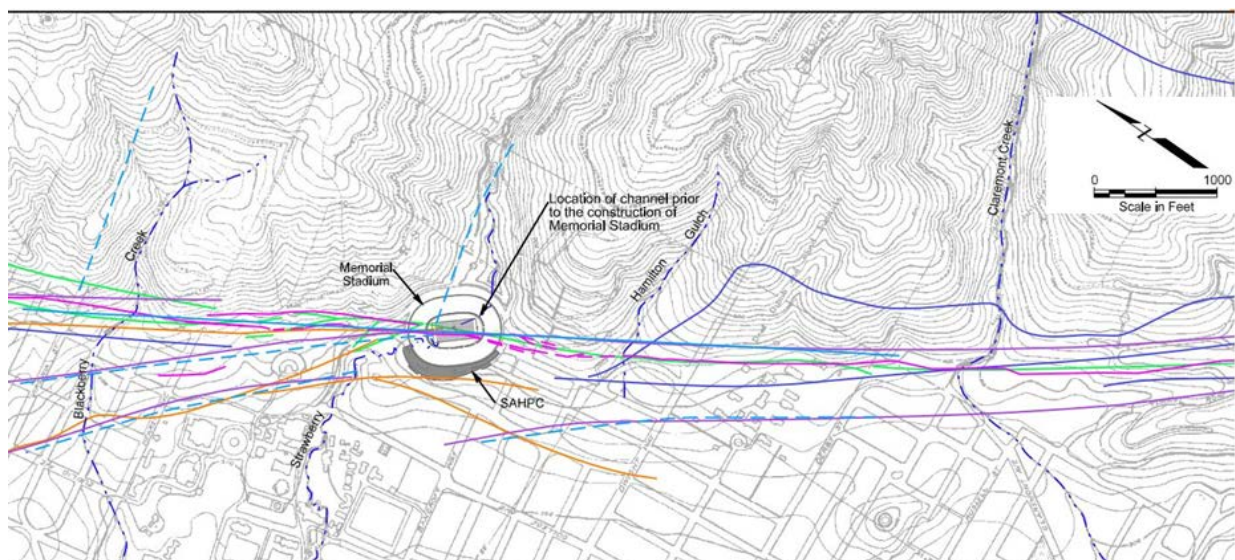 Location of channel prior
to the construction of
Memorial Stadium
Memorial
Stadium
Creek
Blackberry
Strawberry
SAHPC
Hamilton
Gulch
Claremont Creek
Z
0
1000
Scale in Feet